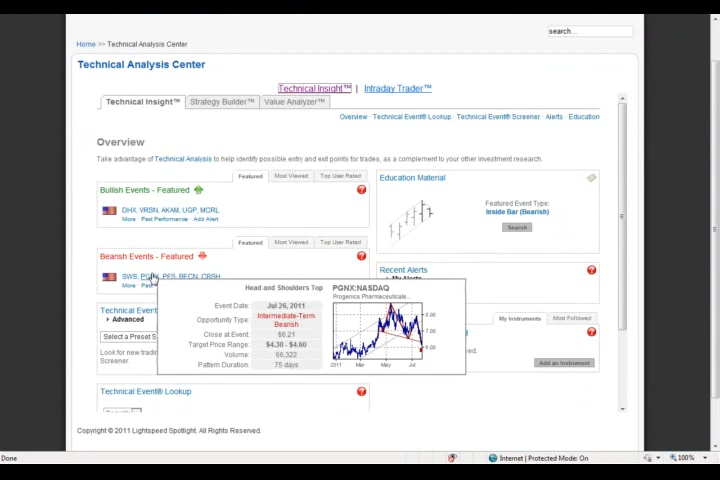 search...
Home >> Technical Analysis Center
Technical Analysis Center
Technical Insight™ | Intraday Trader™
Technical Insight™ Strategy Builder™ Value Analyzer™
Overview · Technical Event® Lookup · Technical Event® Screener · Alerts · Education
Overview
Take advantage of Technical Analysis to help identify possible entry and exit points for trades, as a complement to your other investment research.
Featured Most Viewed Top User Rated
Bullish Events - Featured
DHX, VRSN, AKAM, UGP, MCRL
More · Past Performance · Add Alert
Education Material
Featured Event Type:
Inside Bar (Bearish)
Search
Featured Most Viewed Top User Rated
Bearish Events - Featured
SWS, PGNX, PES, BECN, CBSH
More · Past
Recent Alerts
My Alerts
Head and Shoulders Top
Event Date: Jul 26, 2011
Opportunity Type: Intermediate-Term Bearish
Close at Event: $6.21
Target Price Range: $4.30 - $4.60
Volume: 66,322
Pattern Duration: 75 days
PGNX:NASDAQ
Progenics Pharmaceuticals...
8.00
7.00
6.00
2011 Mar May Jul
Technical Event
Advanced
Select a Preset S
Look for new tradin
Screener.
My Instruments Most Followed
red.
Add an Instrument
Technical Event® Lookup
Copyright © 2011 Lightspeed Spotlight. All Rights Reserved.
Done
Internet | Protected Mode: On
100%